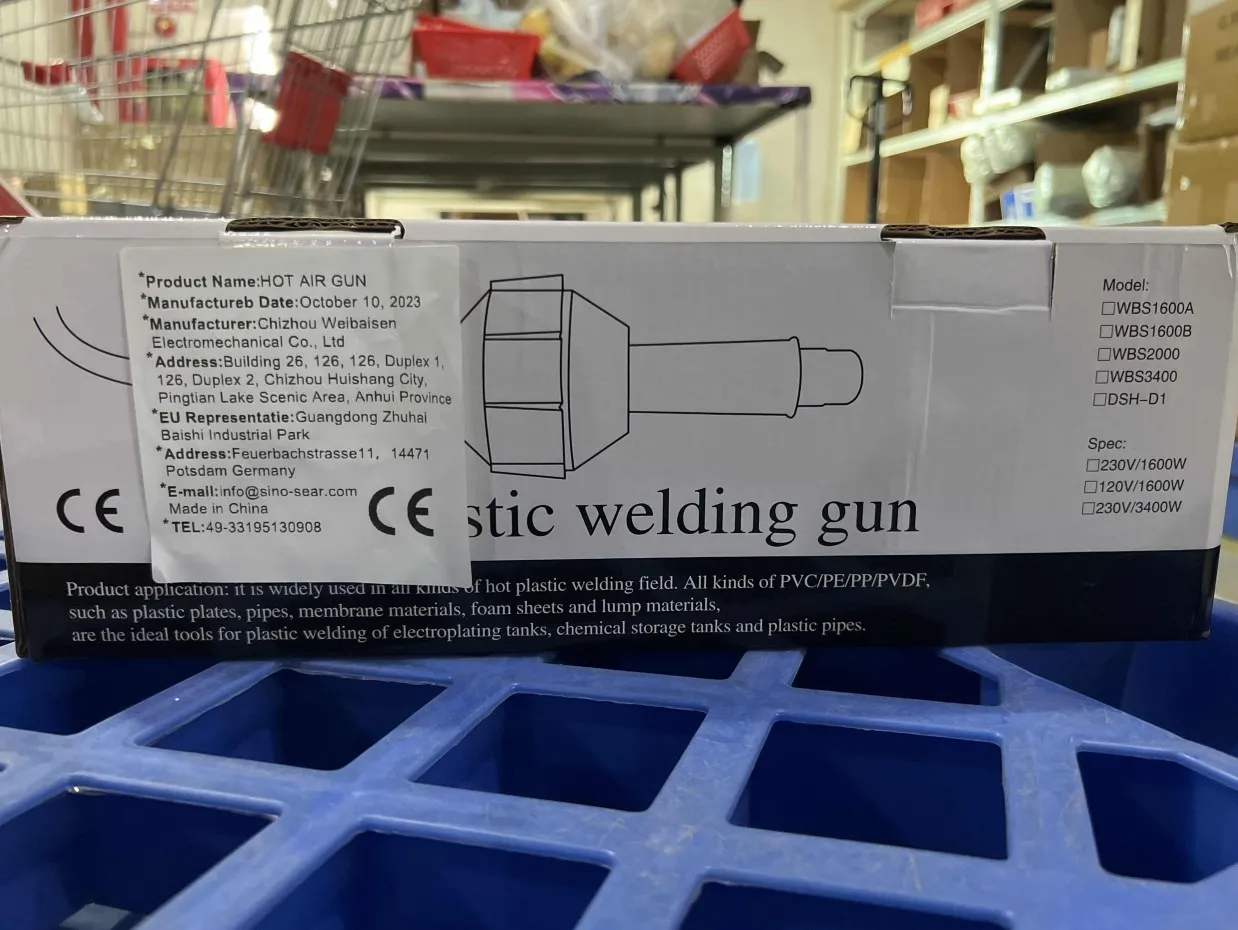 *Product Name:HOT AIR GUN
*Manufactureb Date:October 10, 2023
*Manufacturer:Chizhou Weibaisen
Electromechanical Co., Ltd
*Address:Building 26, 126, 126, Duplex 1,
126, Duplex 2, Chizhou Huishang City,
Pingtian Lake Scenic Area, Anhui Province
*EU Representatie:Guangdong Zhuhai
Baishi Industrial Park
*Address:Feuerbachstrasse11, 14471
Potsdam Germany
*E-mail:info@sino-sear.com
Made in China
*TEL:49-33195130908
CE
CE
stic welding gun
Product application: it is widely used in all kinds of hot plastic welding field. All kinds of PVC/PE/PP/PVDF,
such as plastic plates, pipes, membrane materials, foam sheets and lump materials,
are the ideal tools for plastic welding of electroplating tanks, chemical storage tanks and plastic pipes.
Model:
□WBS1600A
□WBS1600B
□WBS2000
□WBS3400
□DSH-D1
Spec:
□230V/1600W
□120V/1600W
□230V/3400W